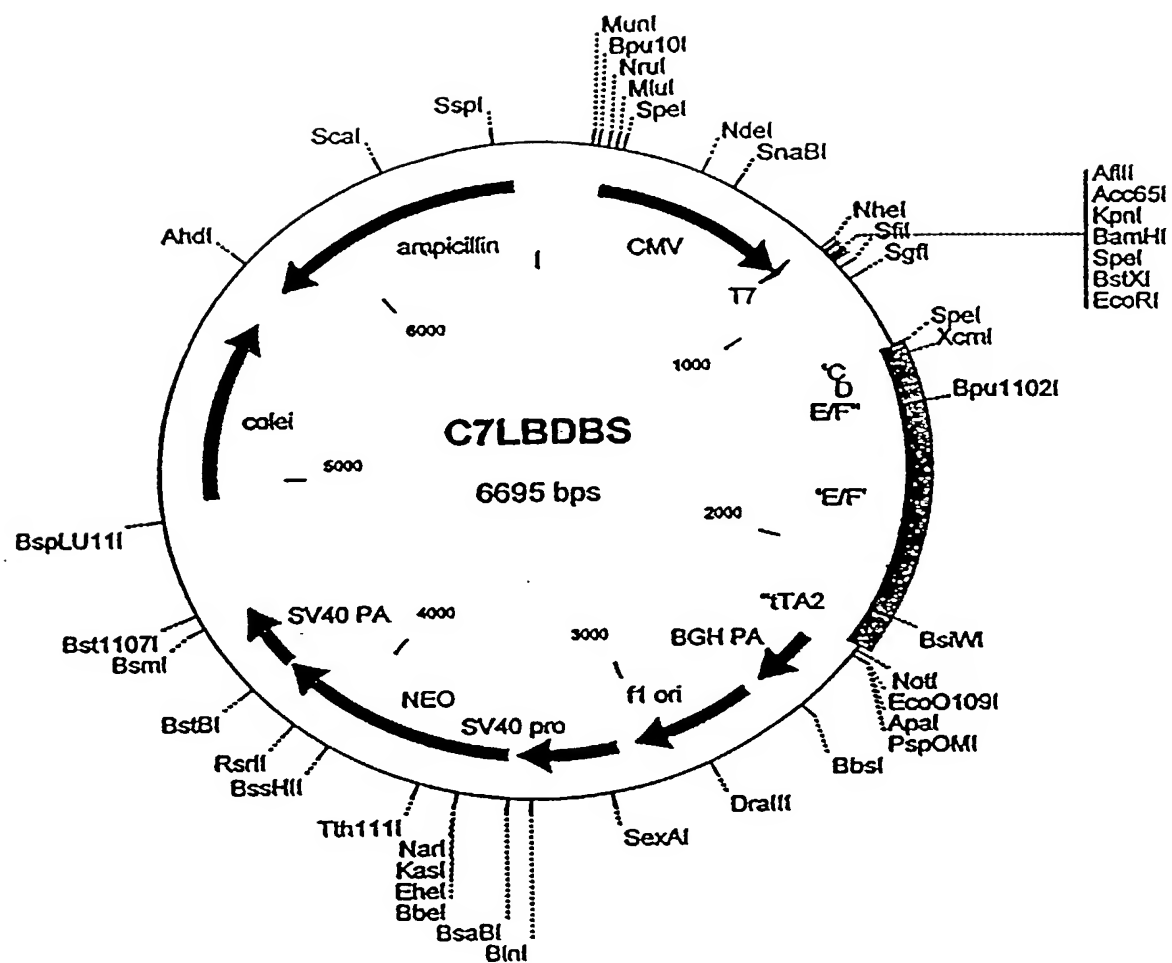 MunI
Bpu10I
NruI
MluI
SpeI
SspI
ScaI
NdeI
SnaBI
AflII
Acc65I
KpnI
BamHI
SpeI
BstXI
EcoRI
NheI
SfiI
SgfI
AhdI
ampicillin
I
CMV
T7
6000
1000
SpeI
XcmI
'C
D
E/F"
Bpu1102I
colei
C7LBDBS
5000
6695 bps
2000
'E/F'
BspLU11I
SV40 PA
4000
3000
"tTA2
BGH PA
BsiWI
Bst1107I
BsmI
NotI
EcoO109I
ApaI
PspOMI
NEO
SV40 pro
f1 ori
BstBI
RsrII
BssHII
BbsI
DraIII
Tth111I
SexAI
NarI
KasI
EheI
BbeI
BsaBI
BlnI